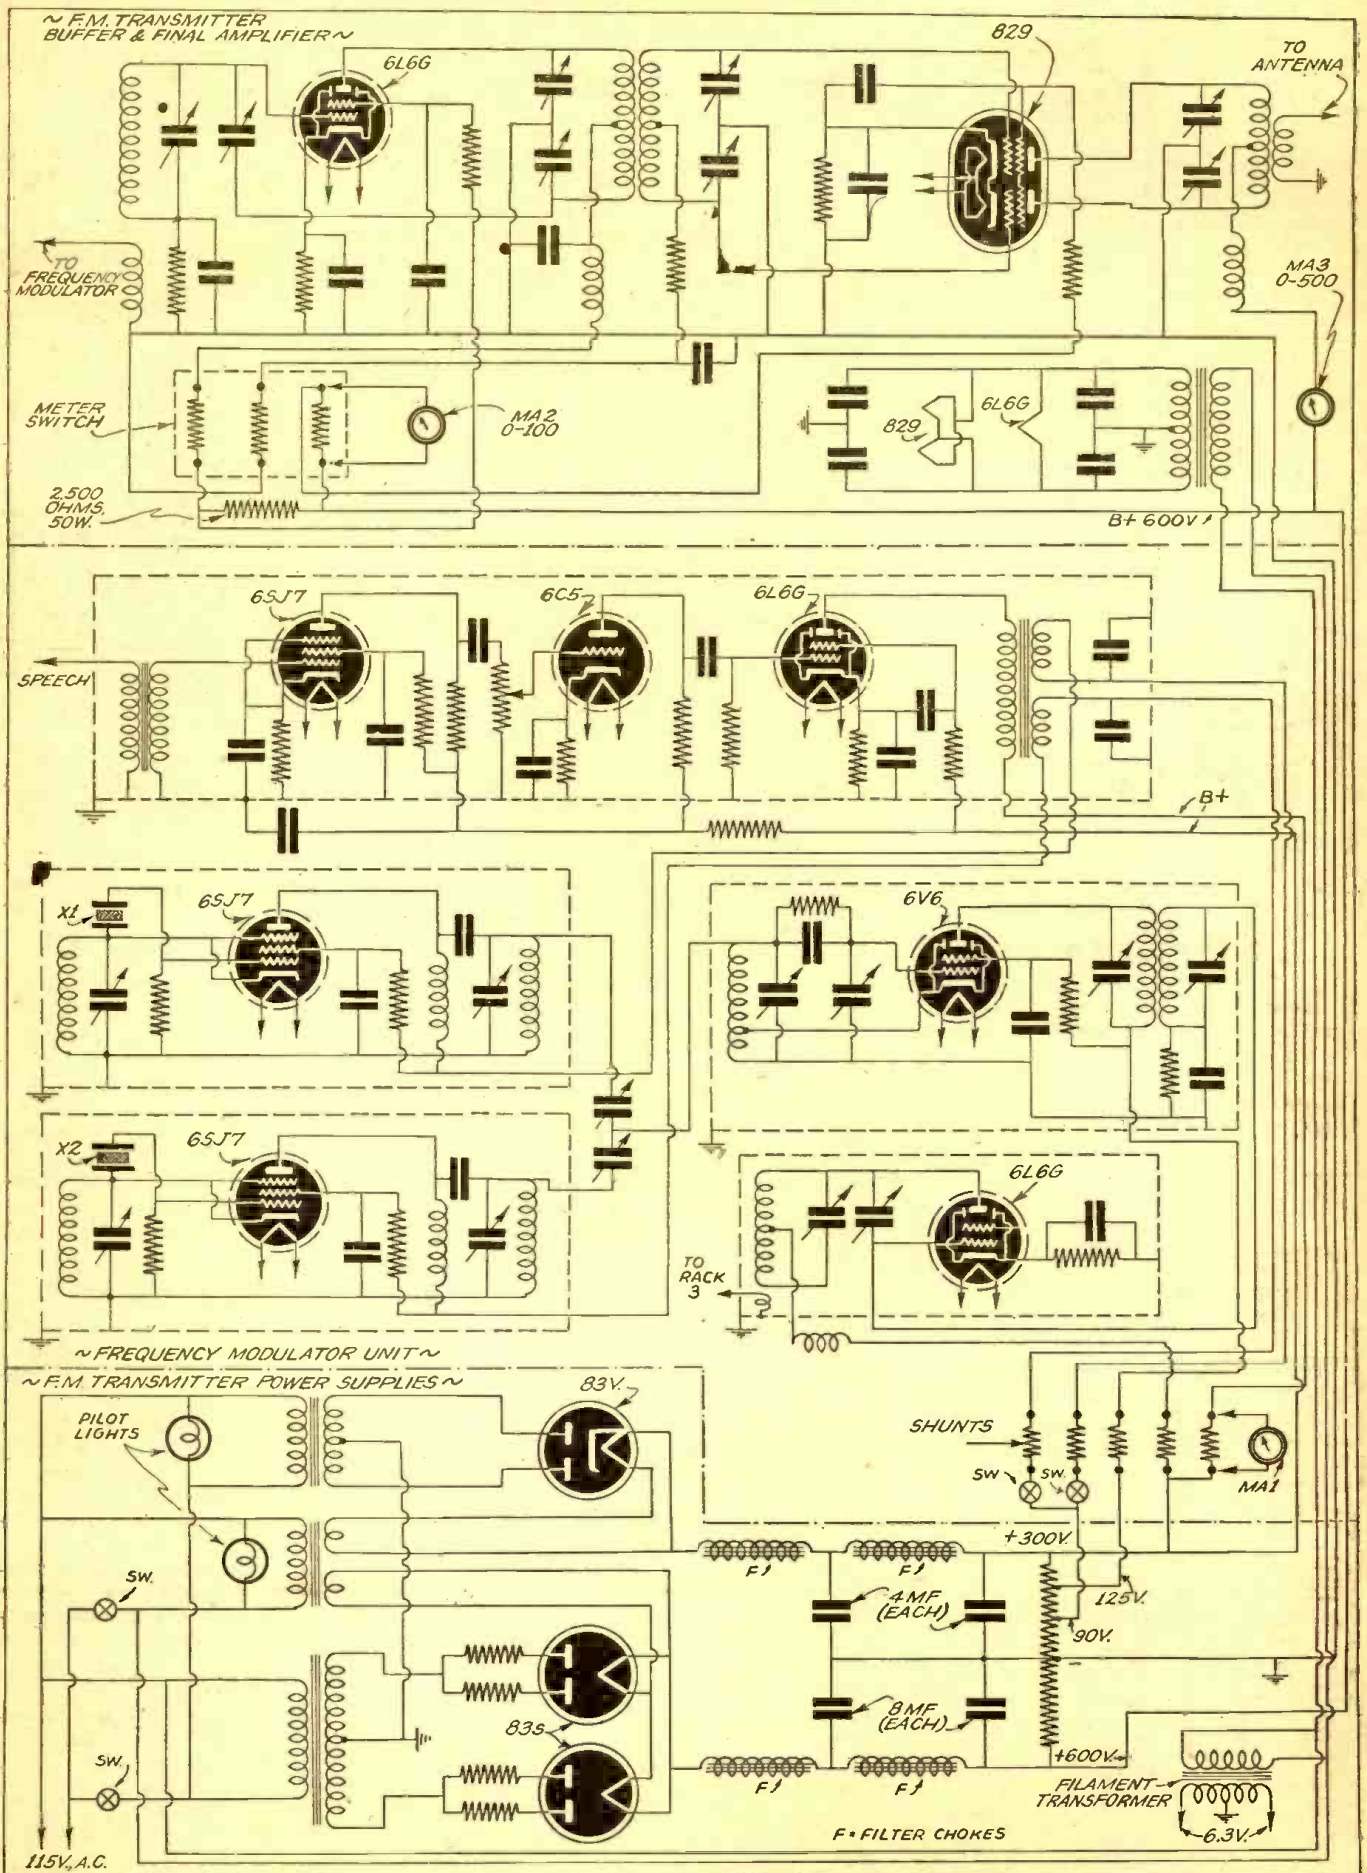 ~ F.M. TRANSMITTER
BUFFER & FINAL AMPLIFIER ~
6L6G
829
TO
ANTENNA
TO
FREQUENCY
MODULATOR
MA3
0-500
METER
SWITCH
MA2
0-100
829
6L6G
2,500
OHMS,
50W.
B+ 600V
6SJ7
6C5
6L6G
SPEECH
B+
X1
6SJ7
6V6
X2
6SJ7
6L6G
TO
RACK
3
~ FREQUENCY MODULATOR UNIT ~
~ F.M. TRANSMITTER POWER SUPPLIES ~
83V.
PILOT
LIGHTS
SHUNTS
SW.
SW.
MA1
+300V.
F
F
SW.
4 MF
(EACH)
125V.
90V.
8 MF
(EACH)
83s
SW.
+600V.
F
F
FILAMENT
TRANSFORMER
6.3V.
F = FILTER CHOKES
115V., A.C.